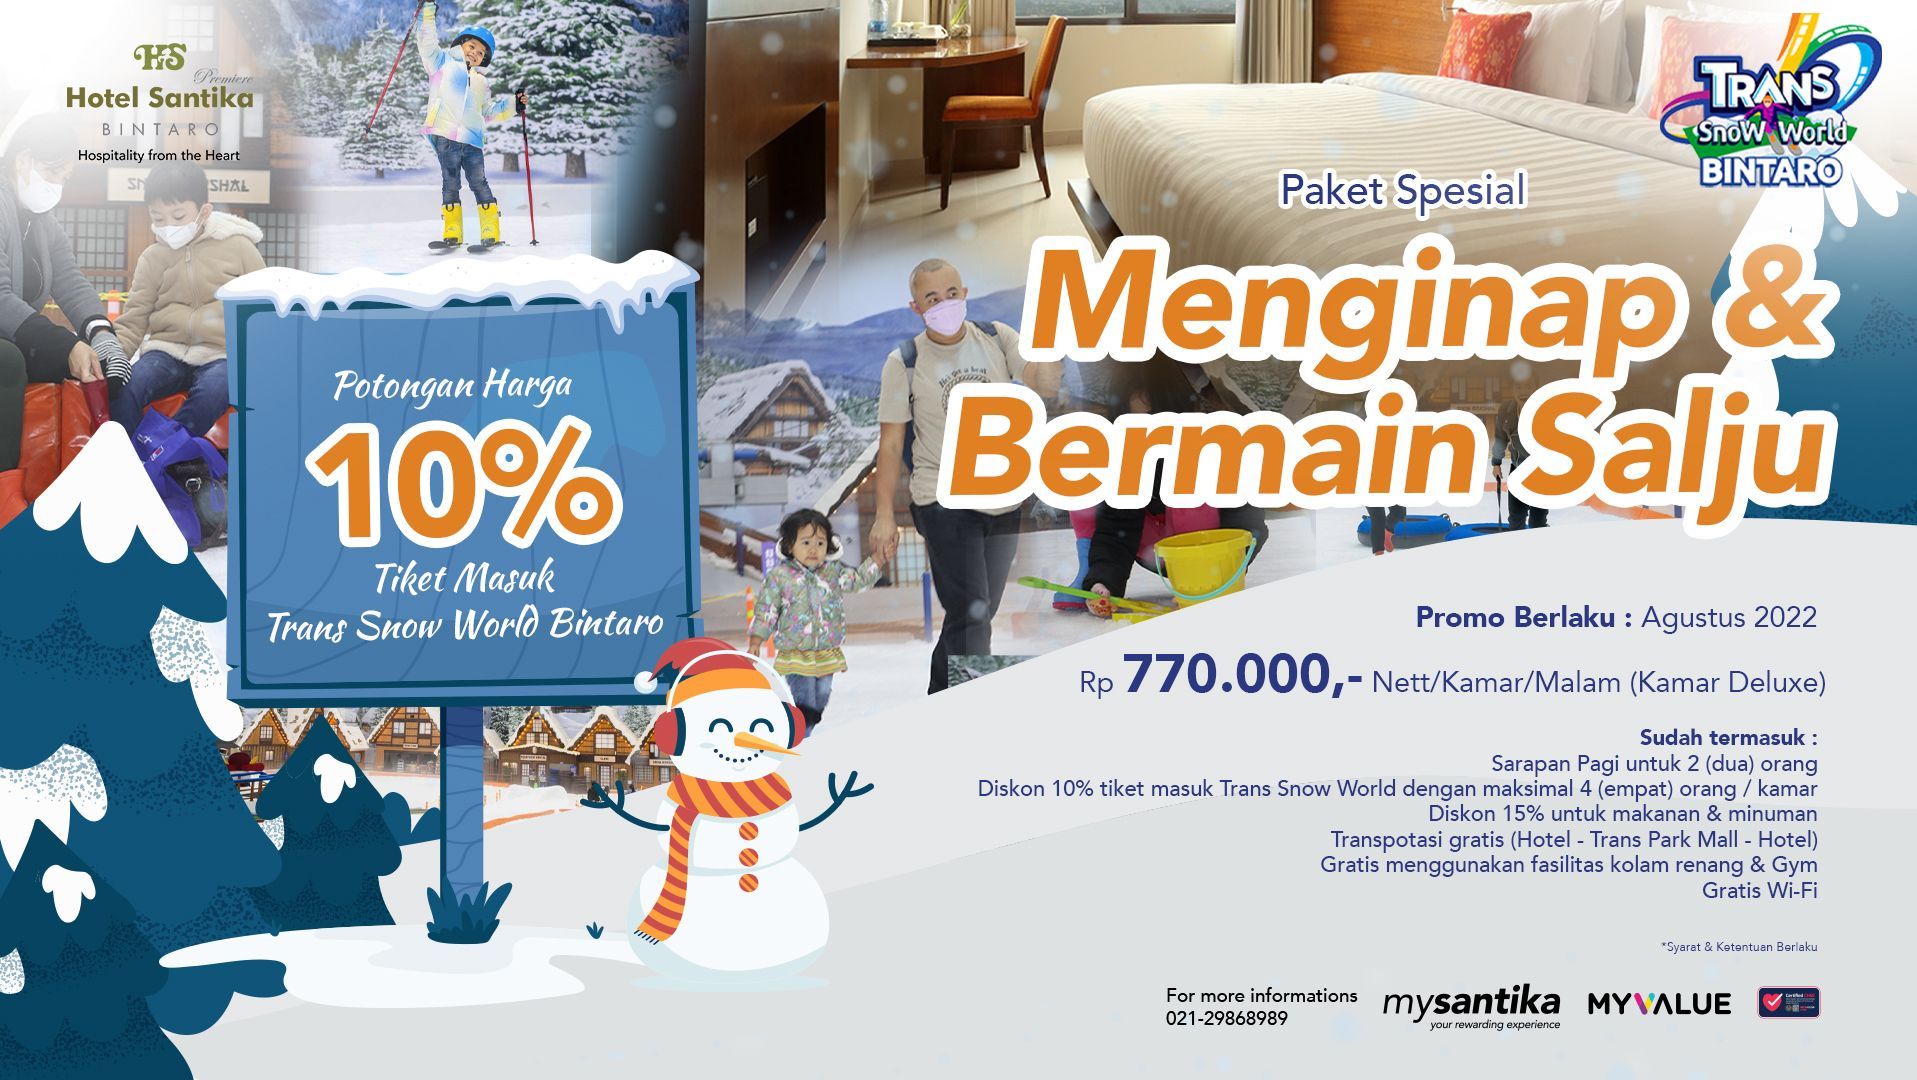 HS
Premiere
Hotel Santika
BINTARO
Hospitality from the Heart
TRANS
SnoW World
BINTARO
Paket Spesial
Menginap &
Bermain Salju
Potongan Harga
10%
Tiket Masuk
Trans Snow World Bintaro
Promo Berlaku : Agustus 2022
Rp 770.000,- Nett/Kamar/Malam (Kamar Deluxe)
Sudah termasuk :
Sarapan Pagi untuk 2 (dua) orang
Diskon 10% tiket masuk Trans Snow World dengan maksimal 4 (empat) orang / kamar
Diskon 15% untuk makanan & minuman
Transpotasi gratis (Hotel - Trans Park Mall - Hotel)
Gratis menggunakan fasilitas kolam renang & Gym
Gratis Wi-Fi
*Syarat & Ketentuan Berlaku
For more informations
021-29868989
mysantika
your rewarding experience
MYVALUE